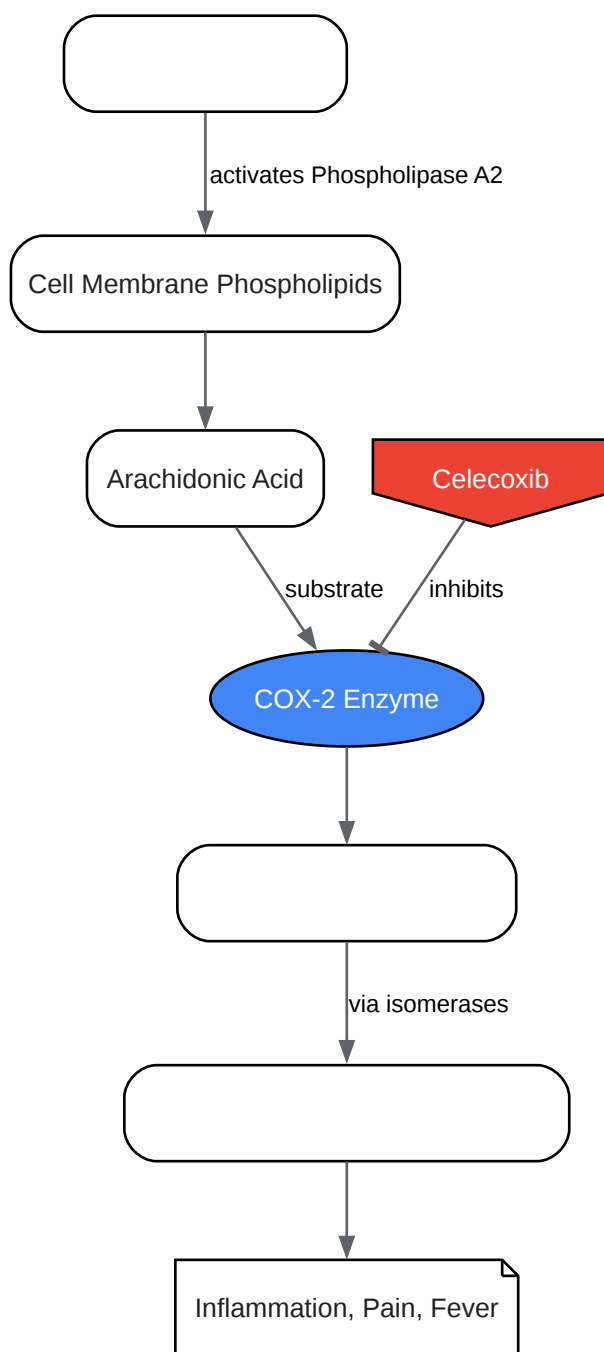 activates Phospholipase A2
Cell Membrane Phospholipids
Arachidonic Acid
Celecoxib
substrate
inhibits
COX-2 Enzyme
via isomerases
Inflammation, Pain, Fever